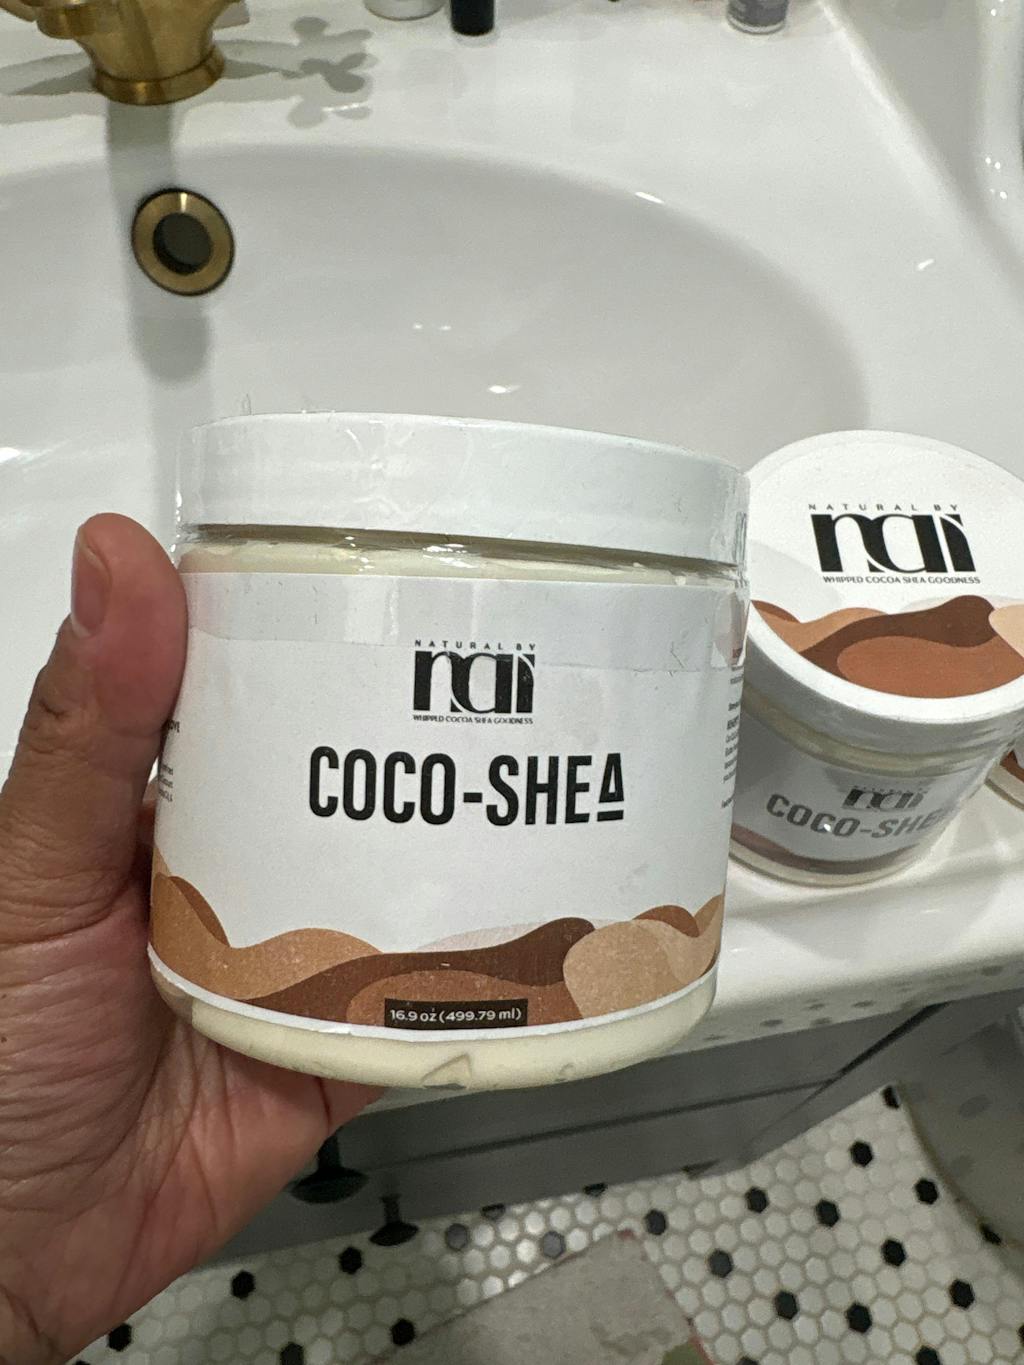 NATURAL BY
nai
WHIPPED COCOA SHEA GOODNESS
COCO-SHEA
16.9 oz (499.79 ml)
NATURAL BY
nai
WHIPPED COCOA SHEA GOODNESS
nai
COCO-SHE